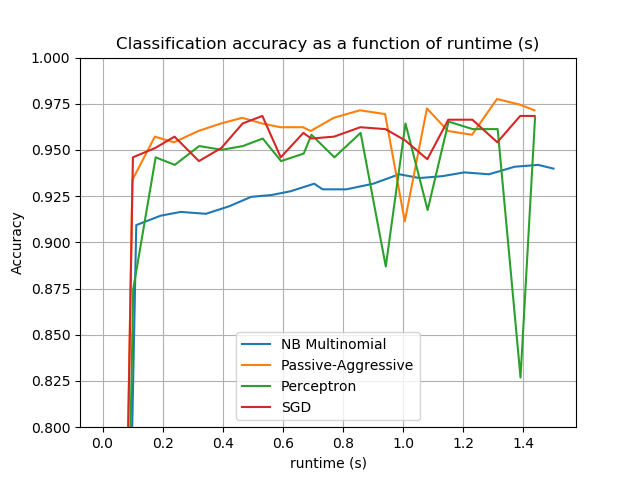 Classification accuracy as a function of runtime (s)
1.000
0.975
0.950
0.925
0.900
0.875
0.850
0.825
0.800
Accuracy
NB Multinomial
Passive-Aggressive
Perceptron
SGD
0.0 0.2 0.4 0.6 0.8 1.0 1.2 1.4
runtime (s)